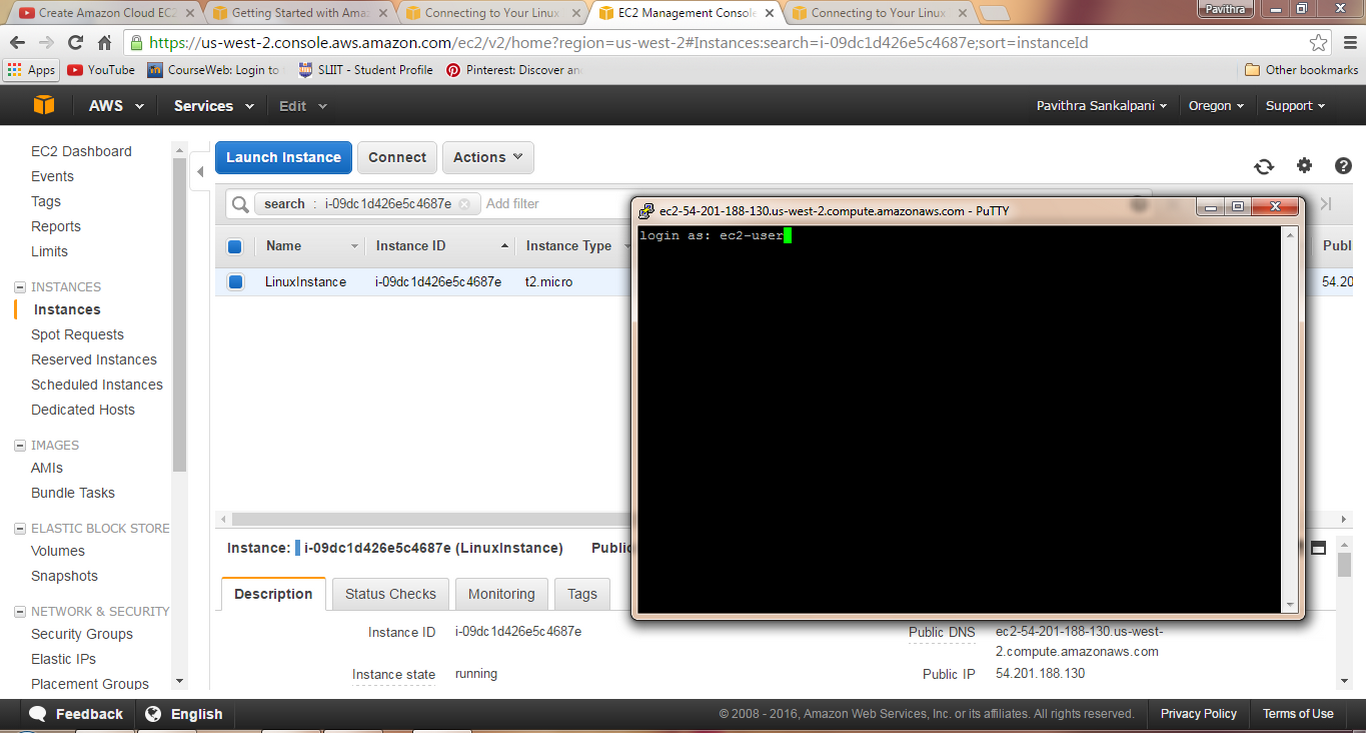 Create Amazon Cloud EC2
Getting Started with Amaz
Connecting to Your Linux
EC2 Management Console
Connecting to Your Linux
Pavithra
https://us-west-2.console.aws.amazon.com/ec2/v2/home?region=us-west-2#Instances:search=i-09dc1d426e5c4687e;sort=instanceId
Apps YouTube CourseWeb: Login to SLIIT - Student Profile Pinterest: Discover an Other bookmarks
AWS Services Edit Pavithra Sankalpani Oregon Support
EC2 Dashboard
Events
Tags
Reports
Limits
INSTANCES
Instances
Spot Requests
Reserved Instances
Scheduled Instances
Dedicated Hosts
IMAGES
AMIs
Bundle Tasks
ELASTIC BLOCK STORE
Volumes
Snapshots
NETWORK & SECURITY
Security Groups
Elastic IPs
Placement Groups
Launch Instance Connect Actions
search : i-09dc1d426e5c4687e Add filter
Name Instance ID Instance Type Publ
LinuxInstance i-09dc1d426e5c4687e t2.micro 54.20
ec2-54-201-188-130.us-west-2.compute.amazonaws.com - PuTTY
login as: ec2-user
Instance: i-09dc1d426e5c4687e (LinuxInstance) Public
Description Status Checks Monitoring Tags
Instance ID i-09dc1d426e5c4687e Public DNS ec2-54-201-188-130.us-west-
2.compute.amazonaws.com
Instance state running Public IP 54.201.188.130
Feedback English © 2008 - 2016, Amazon Web Services, Inc. or its affiliates. All rights reserved. Privacy Policy Terms of Use